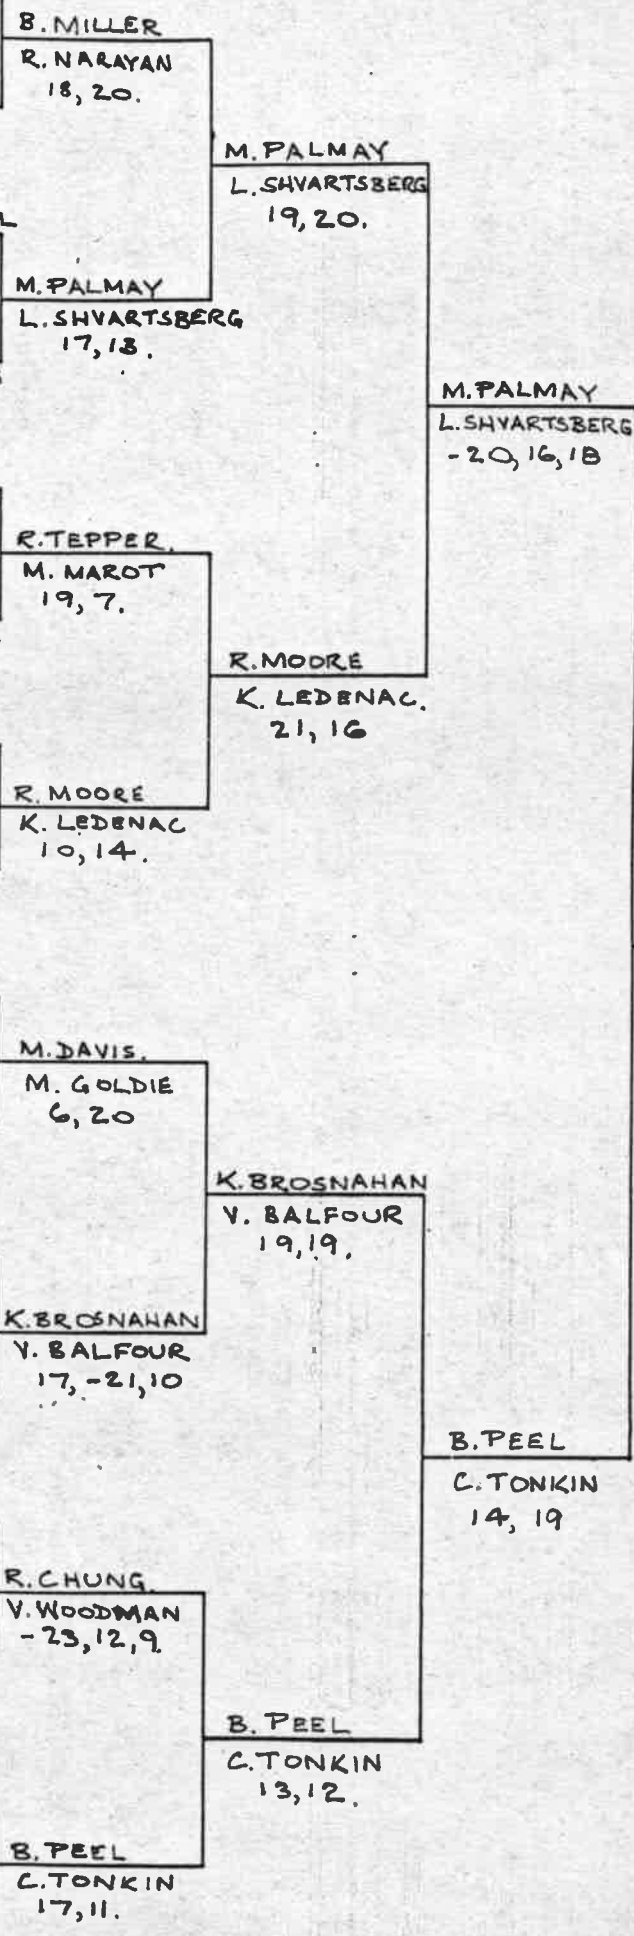 B. MILLER
R. NARAYAN
18, 20.
M. PALMAY
L. SHVARTSBERG
19, 20.
L
M. PALMAY
L. SHVARTSBERG
17, 13.
M. PALMAY
L. SHVARTSBERG
-20, 16, 18
R. TEPPER.
M. MAROT
19, 7.
R. MOORE
K. LEDENAC.
21, 16
R. MOORE
K. LEDENAC
10, 14.
M. DAVIS.
M. GOLDIE
6, 20
K. BROSNAHAN
V. BALFOUR
19, 19.
K. BROSNAHAN
V. BALFOUR
17, -21, 10
B. PEEL
C. TONKIN
14, 19
R. CHUNG.
V. WOODMAN
-23, 12, 9.
B. PEEL
C. TONKIN
13, 12.
B. PEEL
C. TONKIN
17, 11.